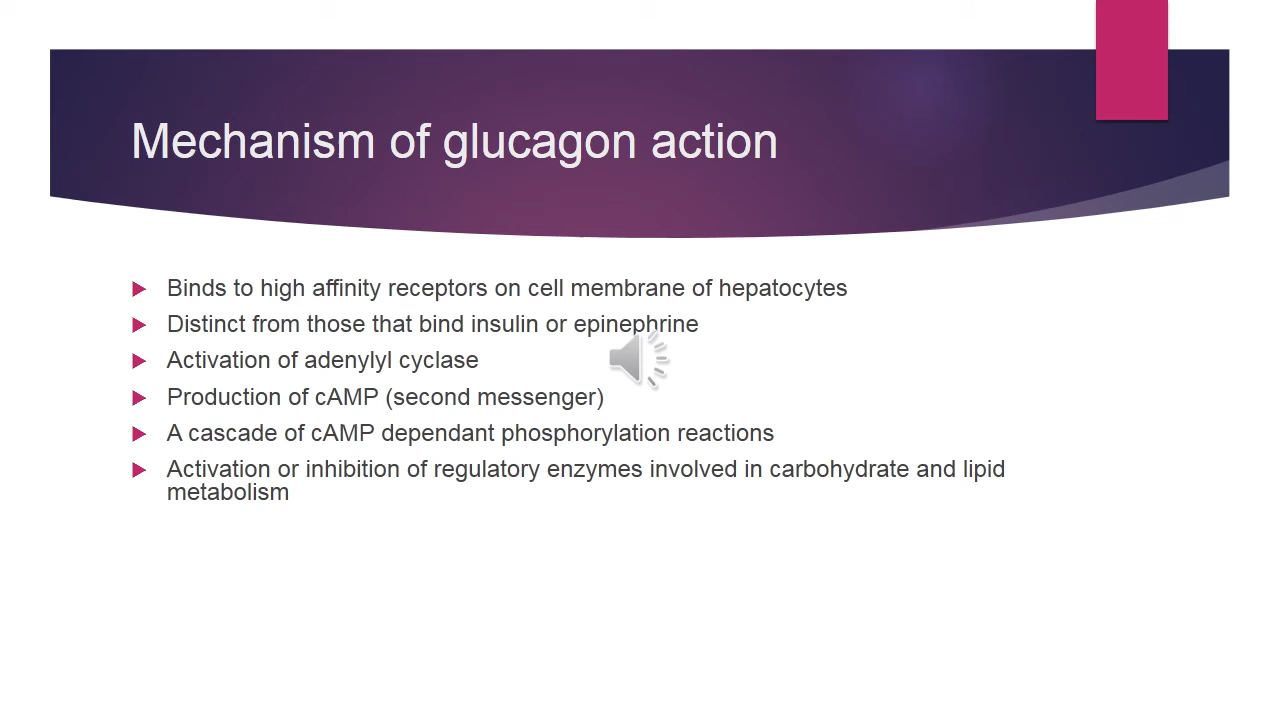 Mechanism of glucagon action
Binds to high affinity receptors on cell membrane of hepatocytes
Distinct from those that bind insulin or epinephrine
Activation of adenylyl cyclase
Production of cAMP (second messenger)
A cascade of cAMP dependant phosphorylation reactions
Activation or inhibition of regulatory enzymes involved in carbohydrate and lipid
metabolism